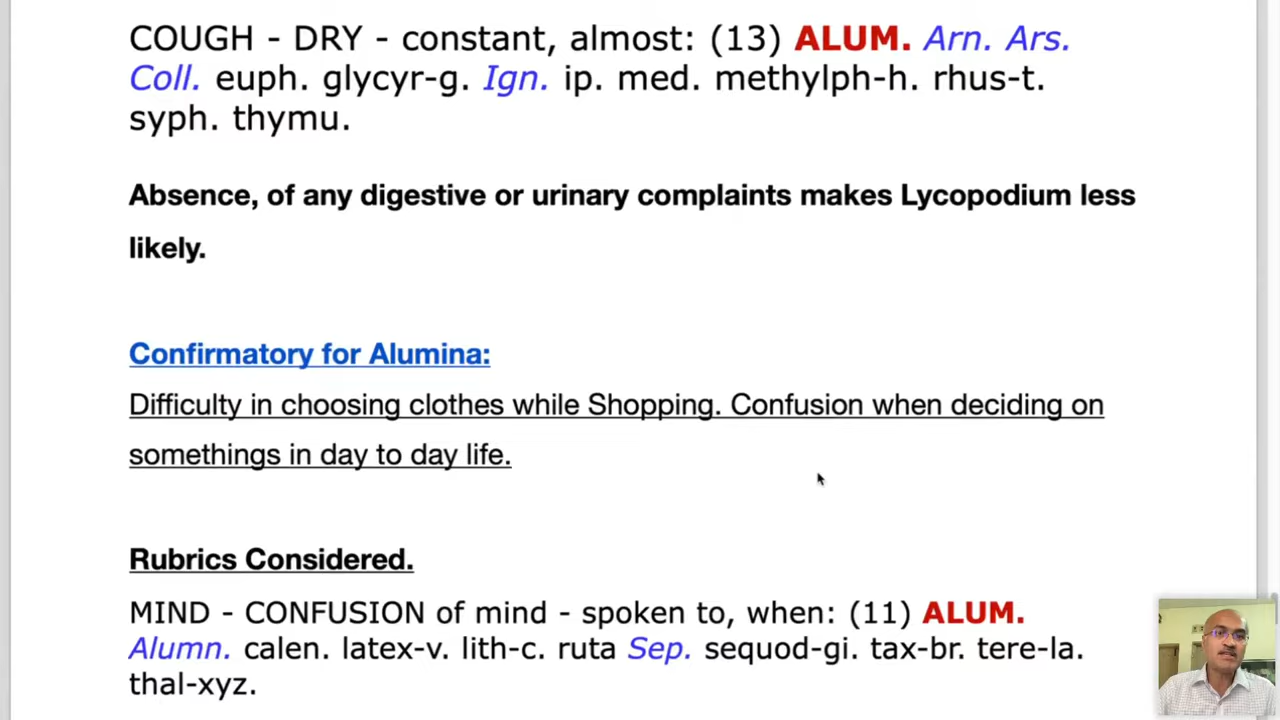 COUGH - DRY - constant, almost: (13) ALUM. Arn. Ars.
Coll. euph. glycyr-g. Ign. ip. med. methylph-h. rhus-t.
syph. thymu.
Absence, of any digestive or urinary complaints makes Lycopodium less
likely.
Confirmatory for Alumina:
Difficulty in choosing clothes while Shopping. Confusion when deciding on
somethings in day to day life.
Rubrics Considered.
MIND - CONFUSION of mind - spoken to, when: (11) ALUM.
Alumn. calen. latex-v. lith-c. ruta Sep. sequod-gi. tax-br. tere-la.
thal-xyz.